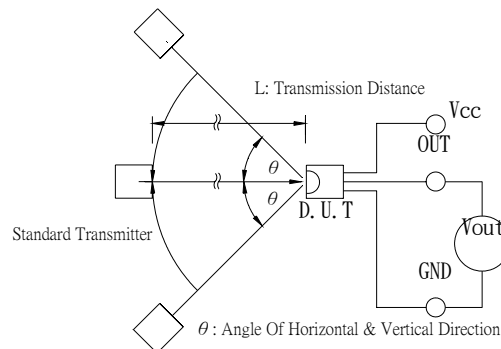 L: Transmission Distance
Vcc
OUT
θ
θ
D.U.T
Standard Transmitter
Vout
GND
θ: Angle Of Horizontal & Vertical Direction